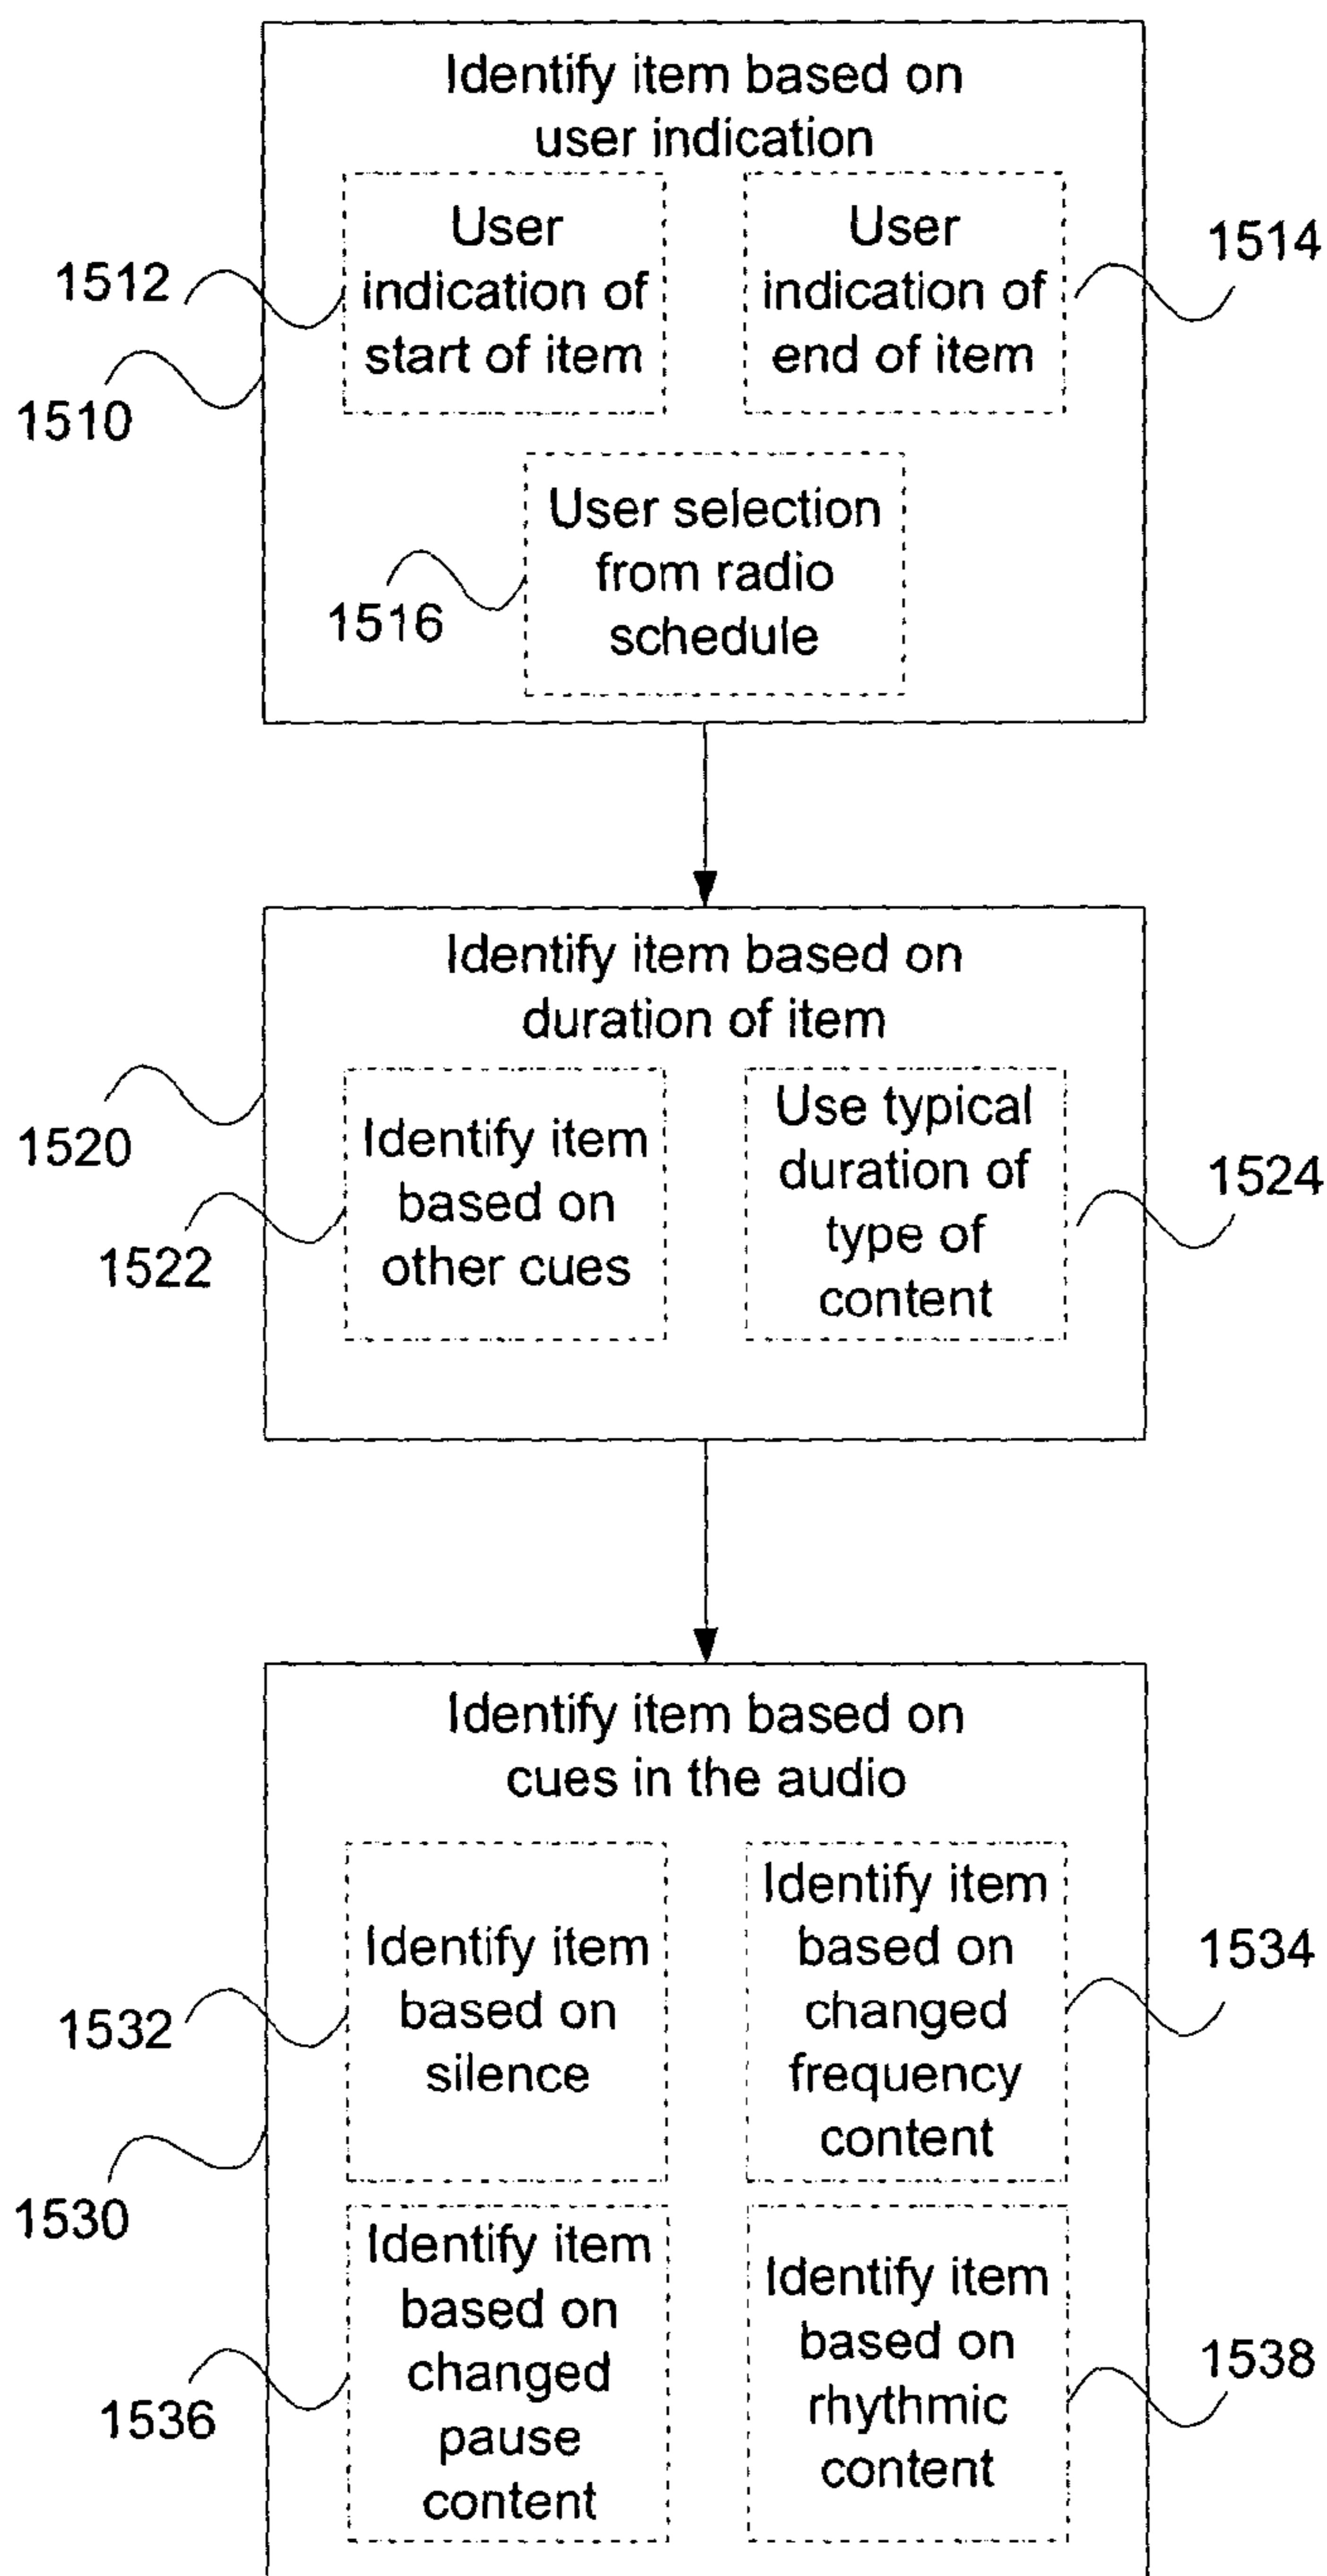 Identify item based on
user indication
User
indication of
start of item
User
indication of
end of item
1512
1514
1510
User selection
from radio
schedule
1516
Identify item based on
duration of item
Identify item
based on
other cues
Use typical
duration of
type of
content
1520
1522
1524
Identify item based on
cues in the audio
Identify item
based on
silence
Identify item
based on
changed
frequency
content
1532
1534
1530
Identify item
based on
changed
pause
content
Identify item
based on
rhythmic
content
1536
1538